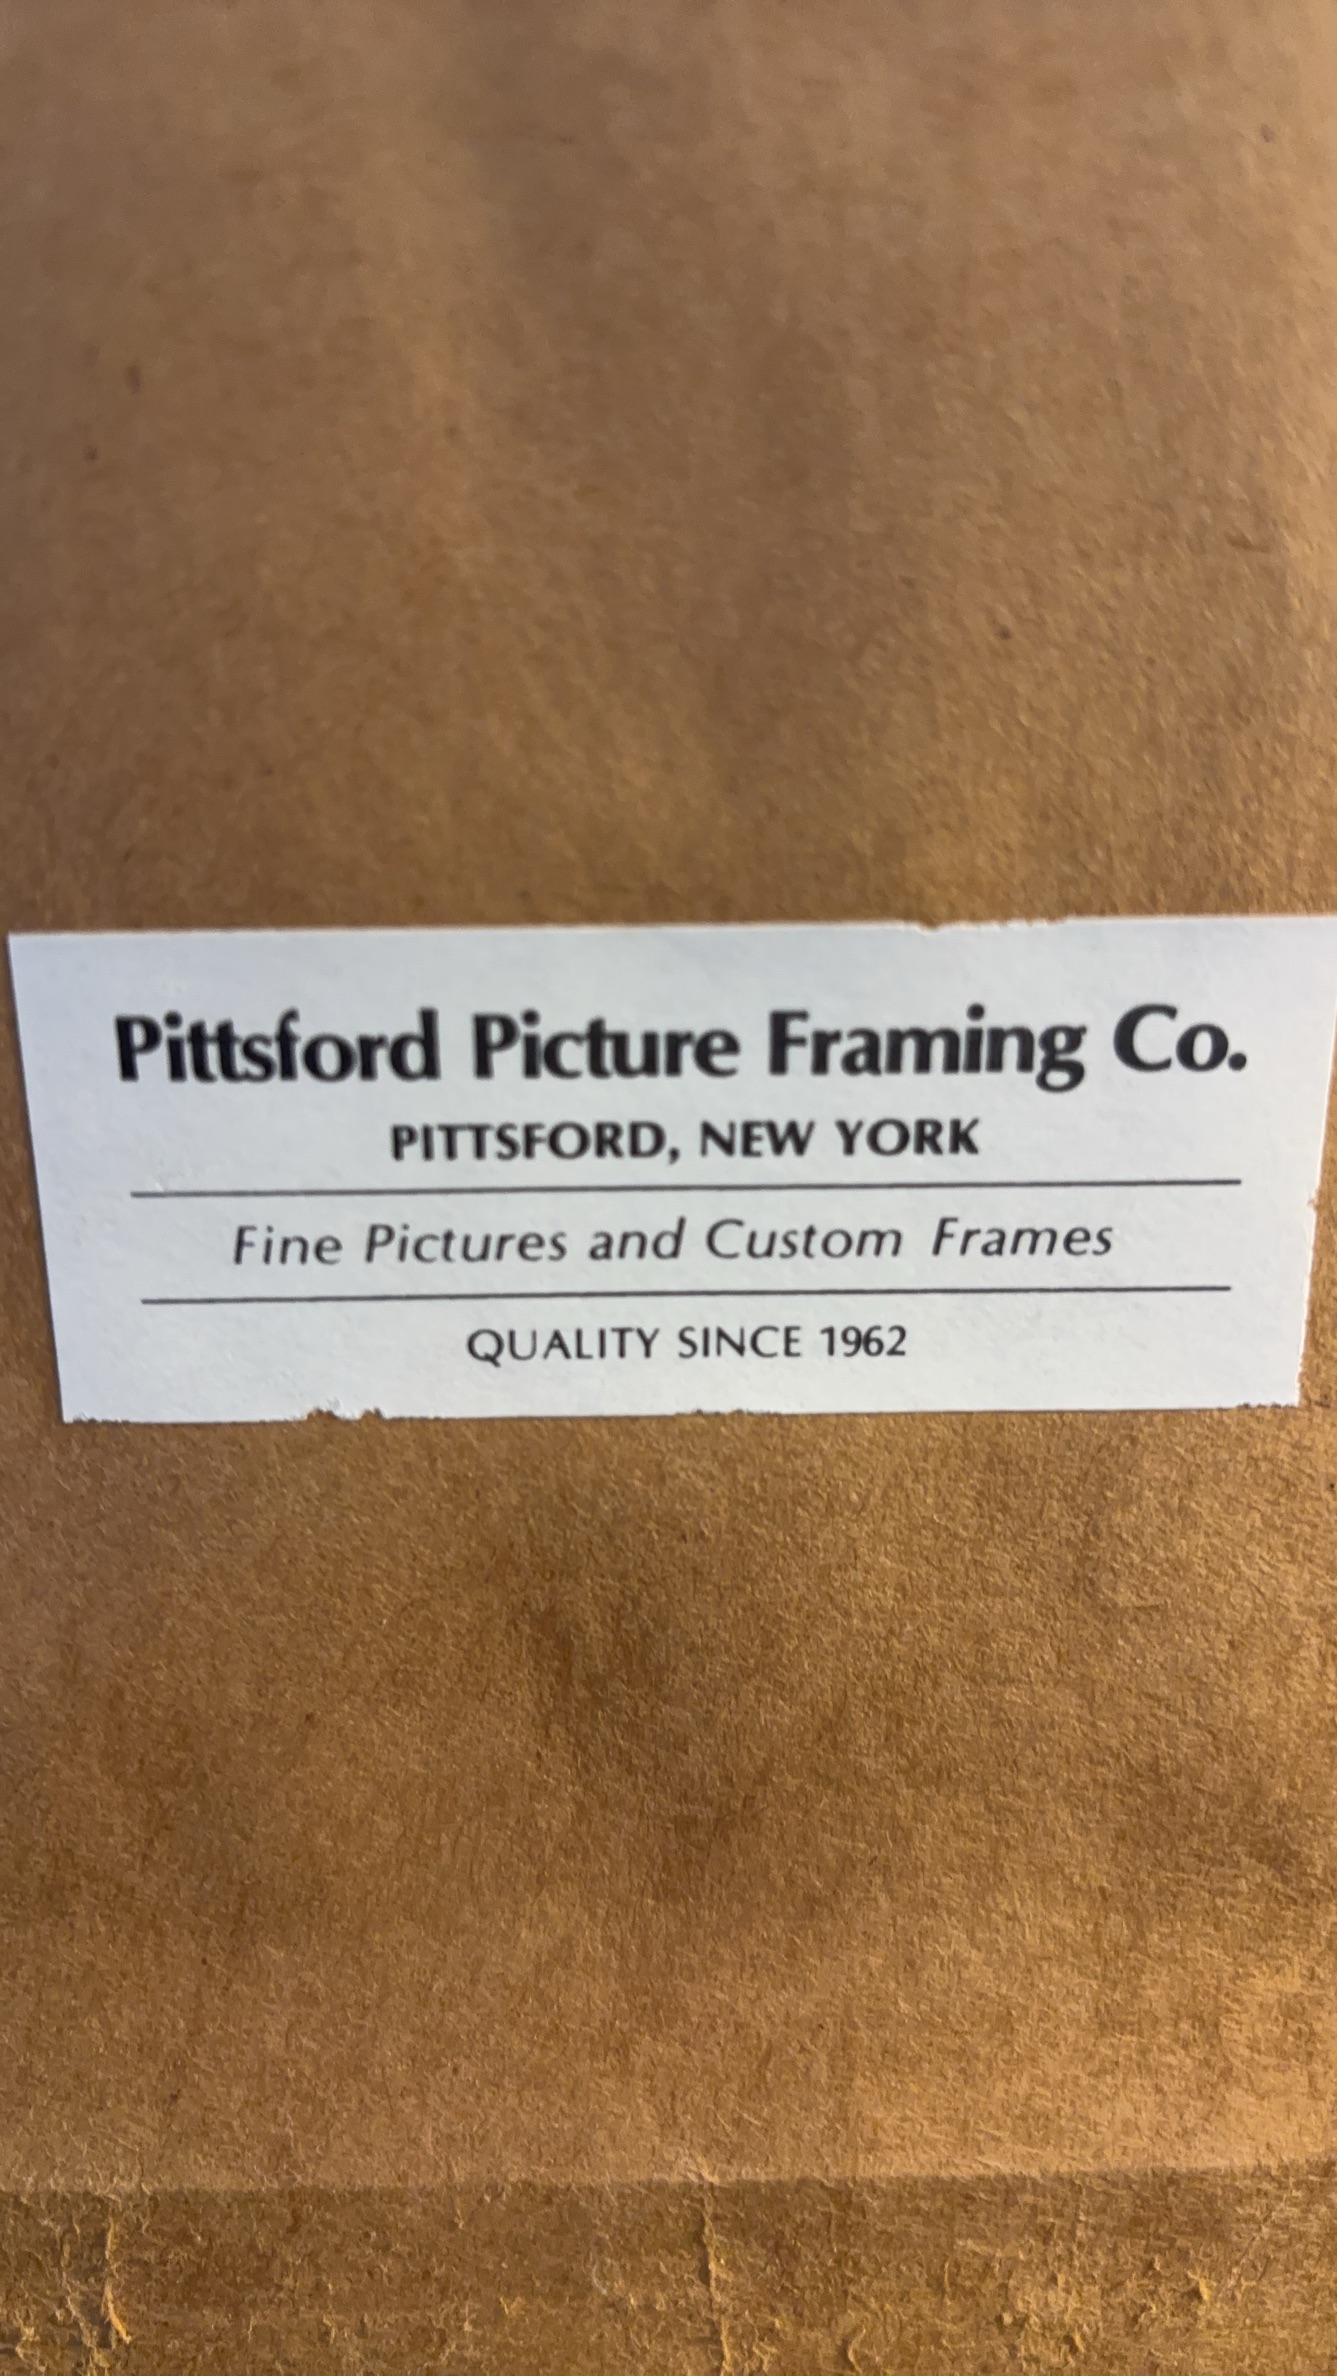 Pittsford Picture Framing Co.
PITTSFORD, NEW YORK
Fine Pictures and Custom Frames
QUALITY SINCE 1962